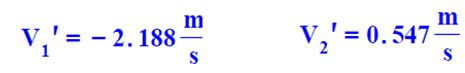 V₁' = - 2.188 m/s    V₂' = 0.547 m/s